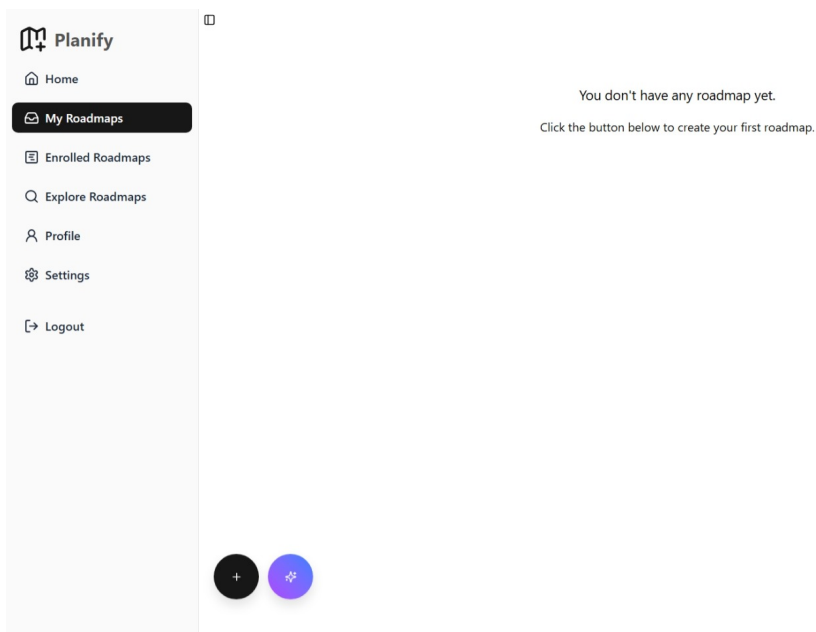 Planify
Home
My Roadmaps
Enrolled Roadmaps
Explore Roadmaps
Profile
Settings
Logout
You don't have any roadmap yet.
Click the button below to create your first roadmap.